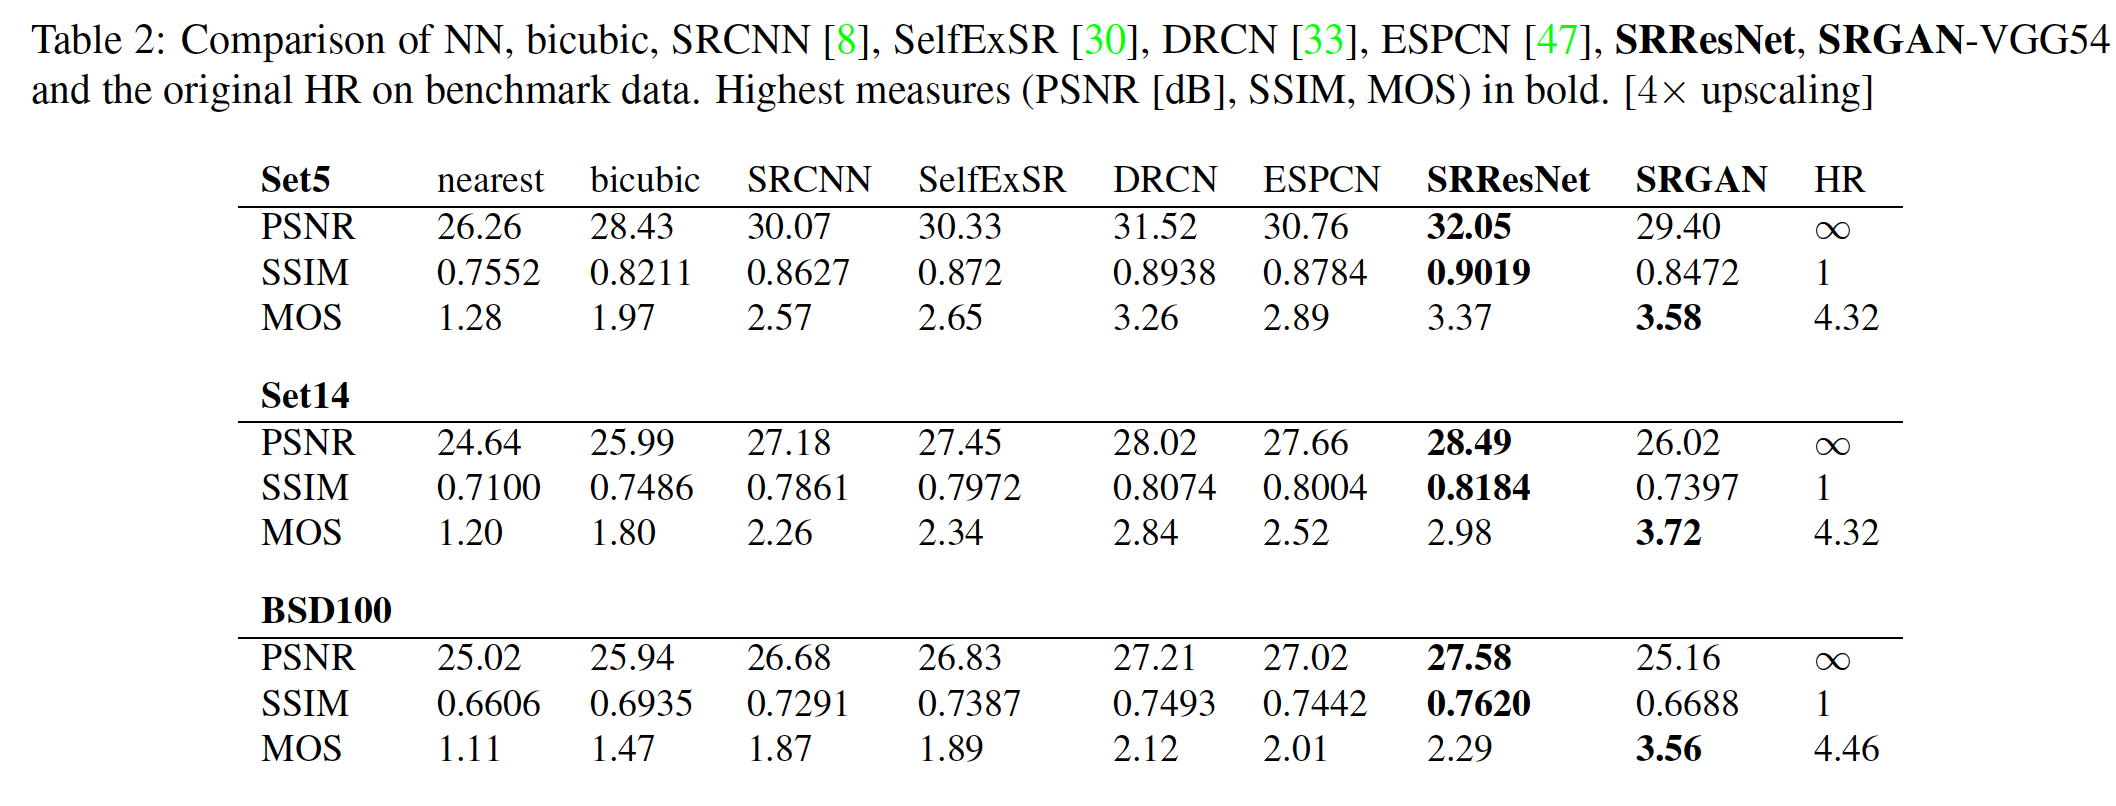 Table 2: Comparison of NN, bicubic, SRCNN [8], SelfExSR [30], DRCN [33], ESPCN [47], SRResNet, SRGAN-VGG54
and the original HR on benchmark data. Highest measures (PSNR [dB], SSIM, MOS) in bold. [4× upscaling]
Set5 nearest bicubic SRCNN SelfExSR DRCN ESPCN SRResNet SRGAN HR
PSNR 26.26 28.43 30.07 30.33 31.52 30.76 32.05 29.40 ∞
SSIM 0.7552 0.8211 0.8627 0.872 0.8938 0.8784 0.9019 0.8472 1
MOS 1.28 1.97 2.57 2.65 3.26 2.89 3.37 3.58 4.32
Set14
PSNR 24.64 25.99 27.18 27.45 28.02 27.66 28.49 26.02 ∞
SSIM 0.7100 0.7486 0.7861 0.7972 0.8074 0.8004 0.8184 0.7397 1
MOS 1.20 1.80 2.26 2.34 2.84 2.52 2.98 3.72 4.32
BSD100
PSNR 25.02 25.94 26.68 26.83 27.21 27.02 27.58 25.16 ∞
SSIM 0.6606 0.6935 0.7291 0.7387 0.7493 0.7442 0.7620 0.6688 1
MOS 1.11 1.47 1.87 1.89 2.12 2.01 2.29 3.56 4.46